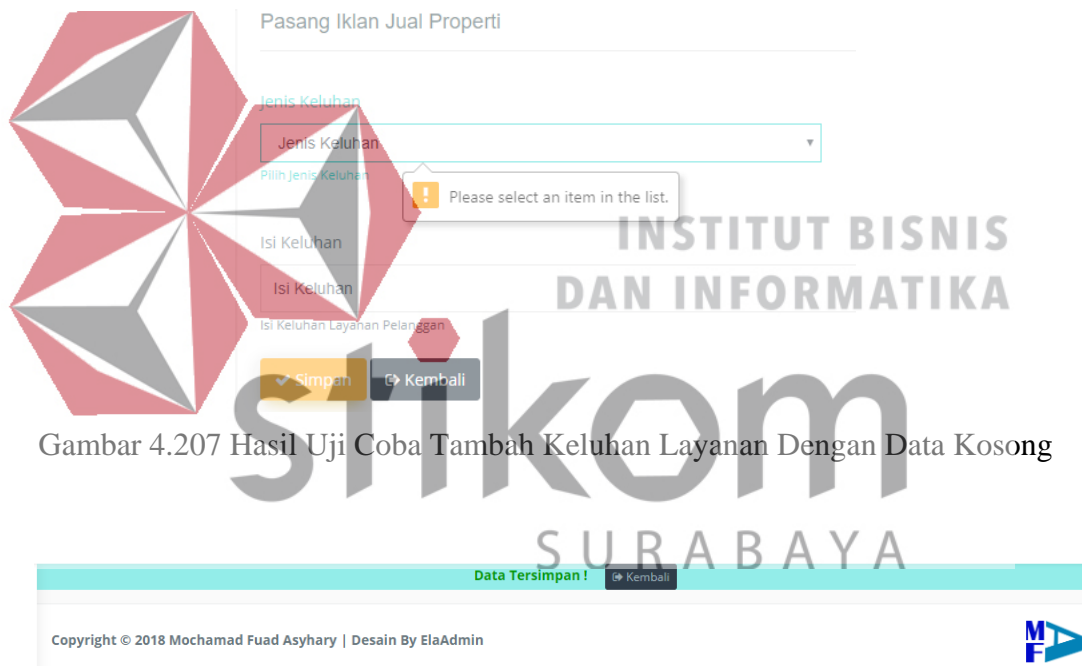 Pasang Iklan Jual Properti
Jenis Keluhan
Jenis Keluhan
Pilih Jenis Keluhan
Please select an item in the list.
INSTITUT BISNIS
DAN INFORMATIKA
Isi Keluhan
Isi Keluhan
Isi Keluhan Layanan Pelanggan
Simpan
Kembali
stikom
Gambar 4.207 Hasil Uji Coba Tambah Keluhan Layanan Dengan Data Kosong
SURABAYA
Data Tersimpan !
Kembali
Copyright © 2018 Mochamad Fuad Asyhary | Desain By ElaAdmin
MFA